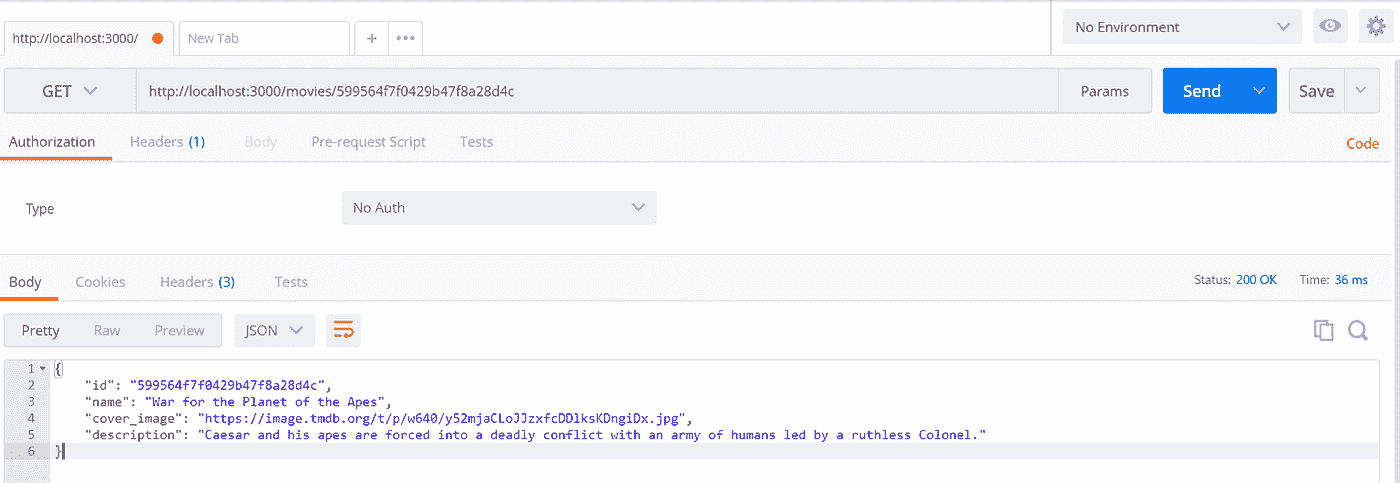 http://localhost:3000/ New Tab + ••• No Environment
GET http://localhost:3000/movies/599564f7f0429b47f8a28d4c Params Send Save
Authorization Headers (1) Body Pre-request Script Tests Code
Type No Auth
Body Cookies Headers (3) Tests Status: 200 OK Time: 36 ms
Pretty Raw Preview JSON
1 {
2 "id": "599564f7f0429b47f8a28d4c",
3 "name": "War for the Planet of the Apes",
4 "cover_image": "https://image.tmdb.org/t/p/w640/y52mjaCLoJJzxfcDDlksKDngiDx.jpg",
5 "description": "Caesar and his apes are forced into a deadly conflict with an army of humans led by a ruthless Colonel."
6 }